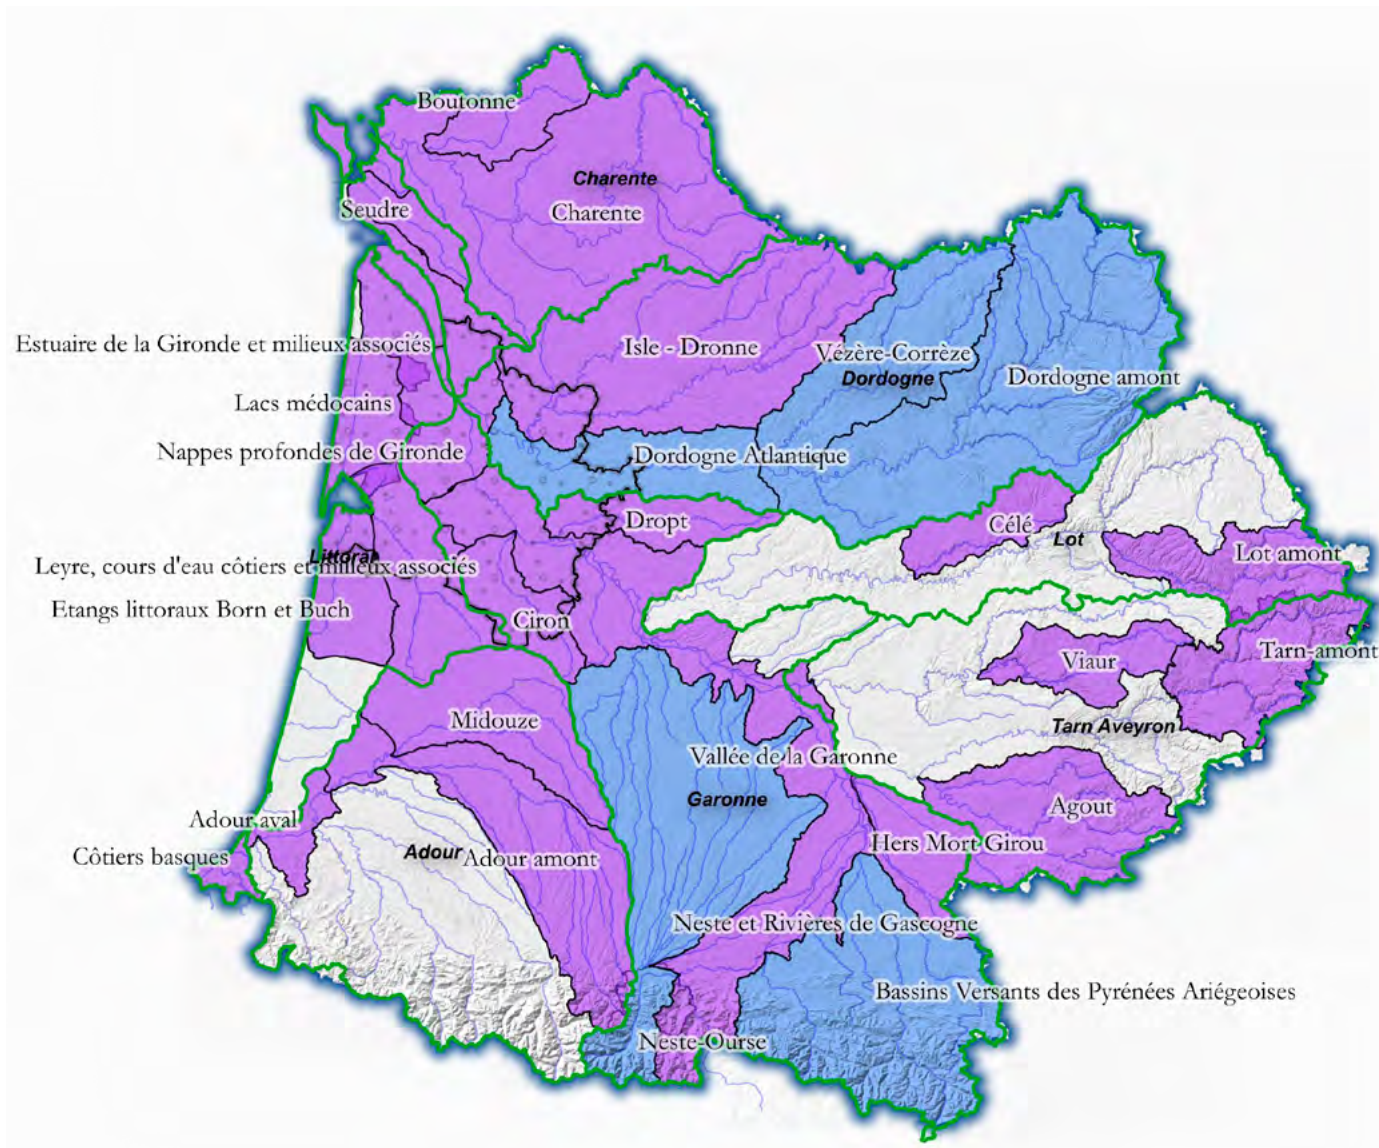 Boutonne
Charente
Seudre
Charente
Estuaire de la Gironde et milieux associés
Isle - Dronne
Vézère-Corrèze
Dordogne
Dordogne amont
Lacs médocains
Nappes profondes de Gironde
Dordogne Atlantique
Dropt
Célé
Lot
Littoral
Lot amont
Leyre, cours d'eau côtiers et milieux associés
Etangs littoraux Born et Buch
Ciron
Viaur
Tarn-amont
Midouze
Tarn Aveyron
Vallée de la Garonne
Garonne
Agout
Adour aval
Hers Mort Girou
Côtiers basques
Adour
Adour amont
Neste et Rivières de Gascogne
Bassins Versants des Pyrénées Ariégeoises
Neste-Ourse